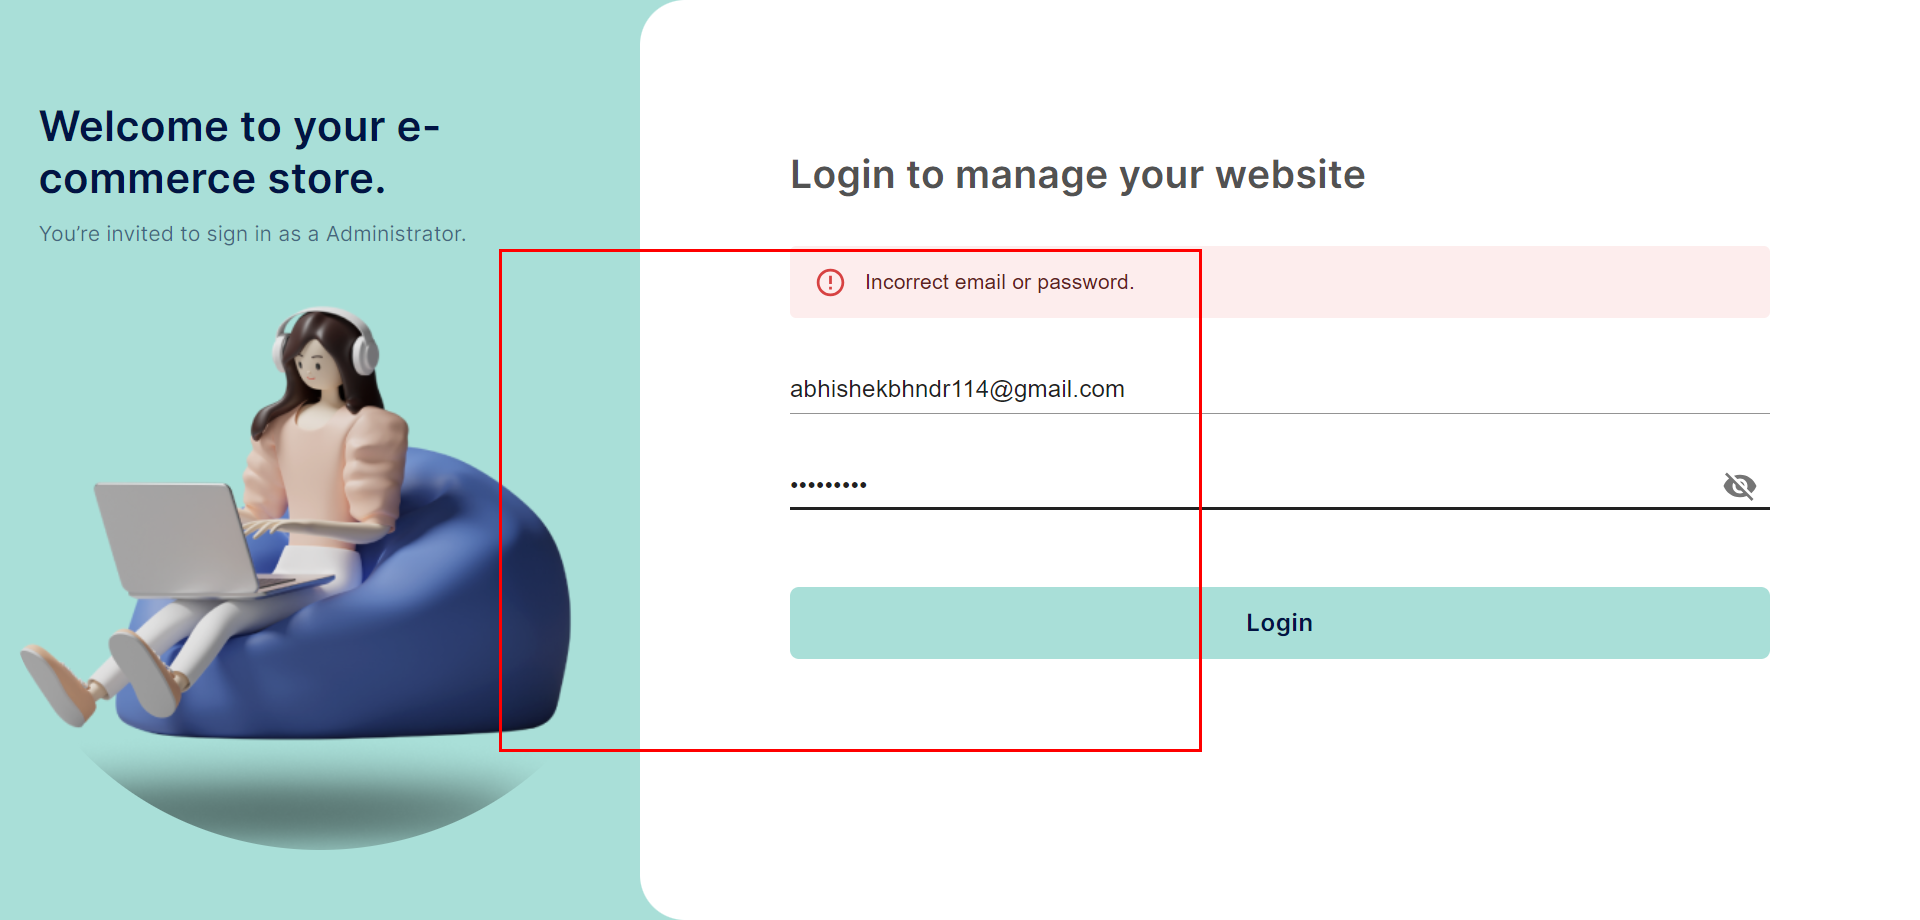 Welcome to your e-
commerce store.
You’re invited to sign in as a Administrator.
Login to manage your website
Incorrect email or password.
abhishekbhndr114@gmail.com
•••••••••
Login